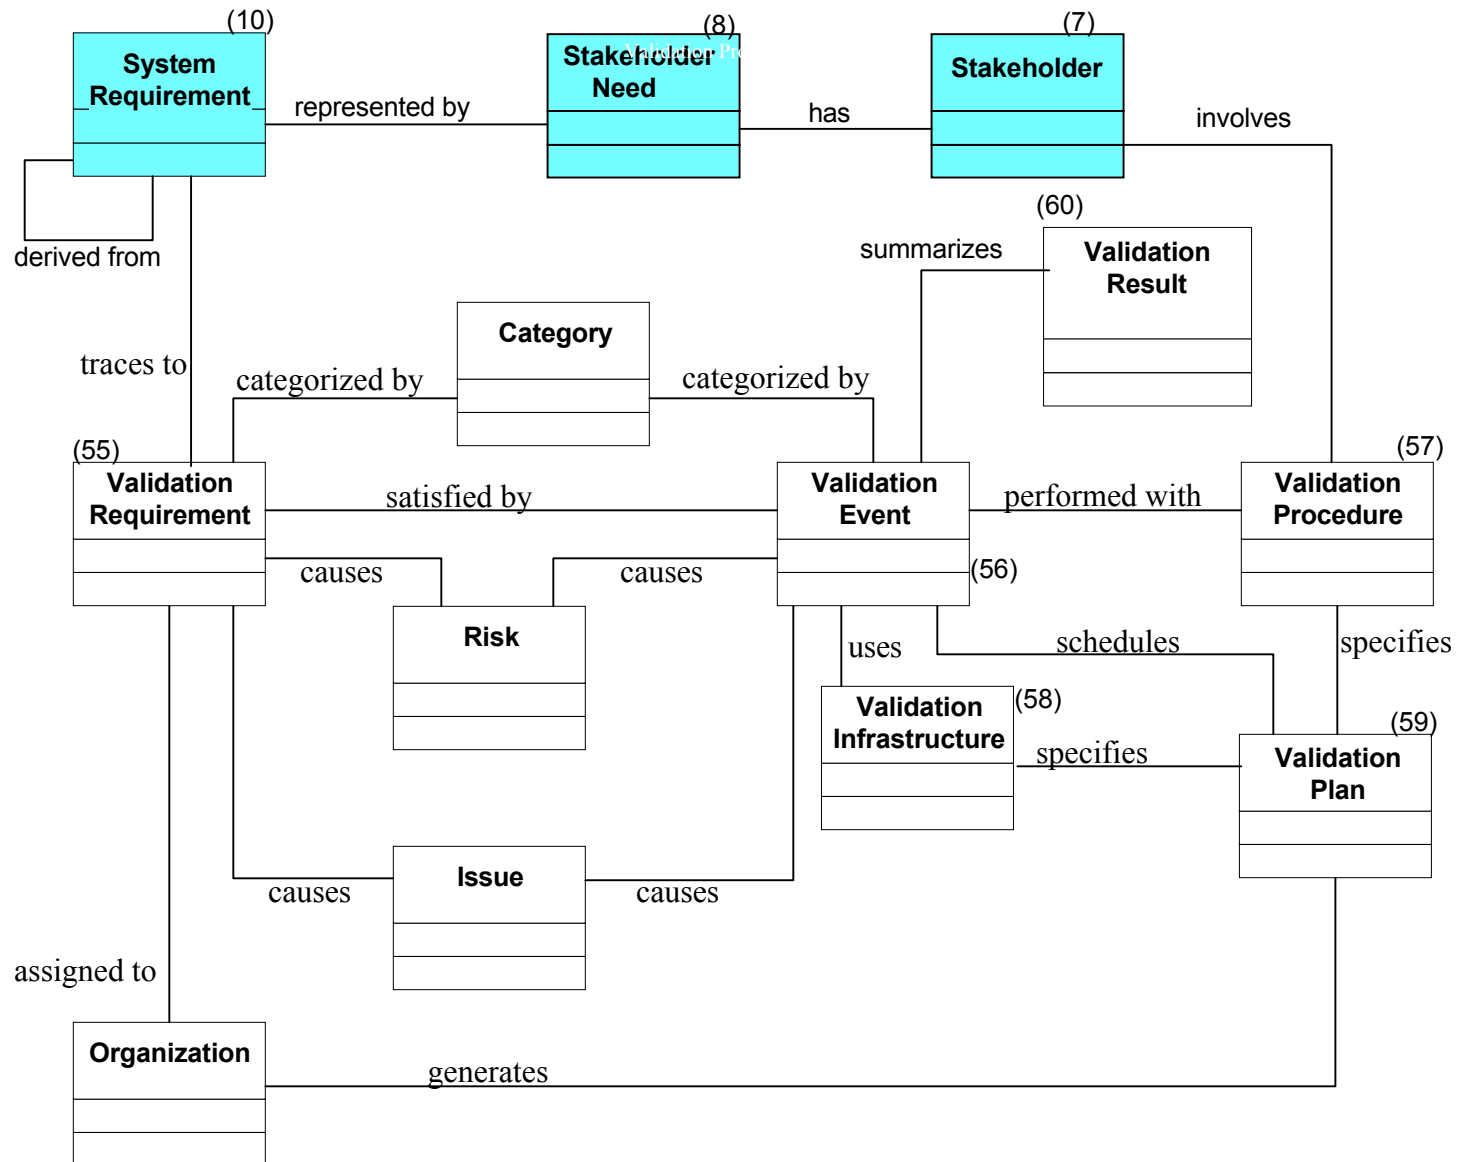 (10)
(8)
(7)
System
Requirement
Stakeholder
Need
Validation Pro
Stakeholder
represented by
has
involves
derived from
(60)
summarizes
Validation
Result
Category
traces to
categorized by
categorized by
(55)
(57)
Validation
Requirement
satisfied by
Validation
Event
performed with
Validation
Procedure
causes
causes
(56)
Risk
uses
schedules
specifies
Validation
Infrastructure
(58)
specifies
(59)
Validation
Plan
Issue
causes
causes
assigned to
Organization
generates